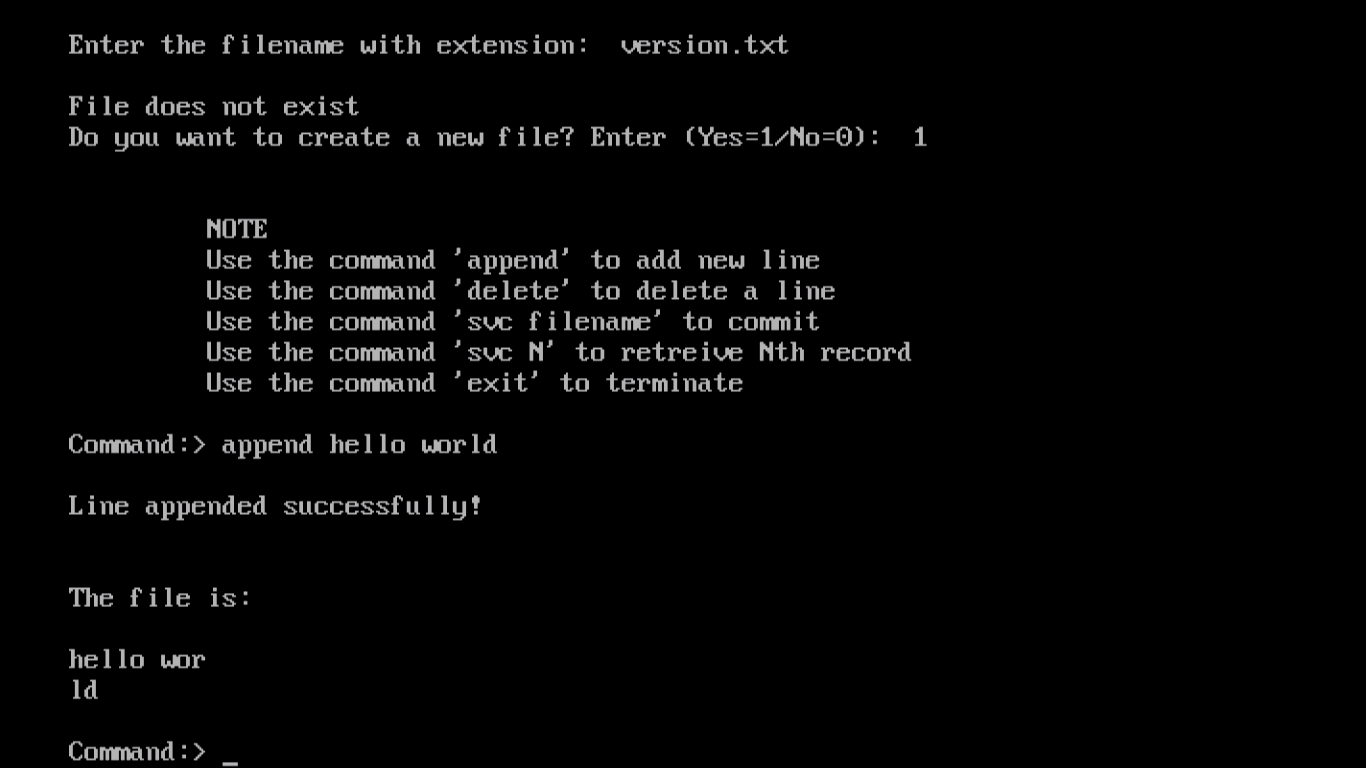 Enter the filename with extension:  version.txt
File does not exist
Do you want to create a new file? Enter (Yes=1/No=0):  1
NOTE
Use the command 'append' to add new line
Use the command 'delete' to delete a line
Use the command 'svc filename' to commit
Use the command 'svc N' to retreive Nth record
Use the command 'exit' to terminate
Command:> append hello world
Line appended successfully!
The file is:
hello wor
ld
Command:> _